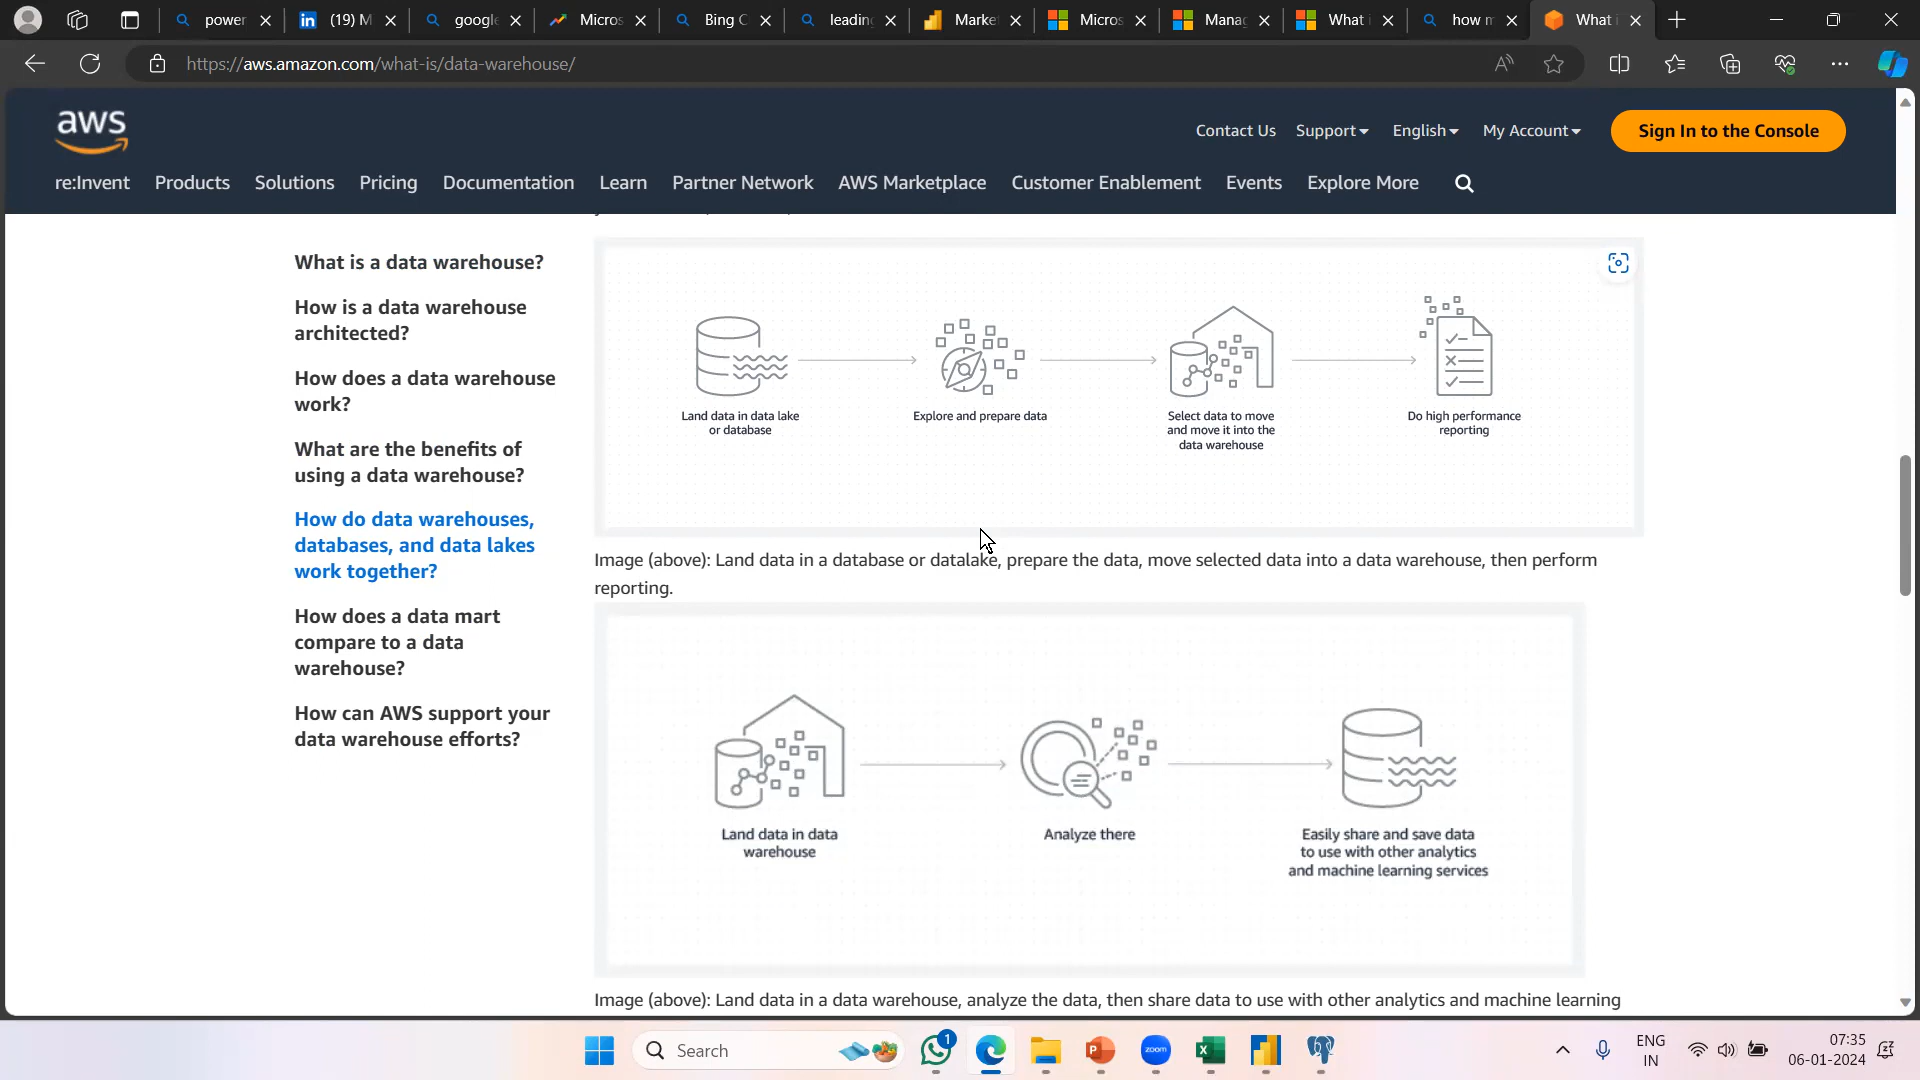 power
(19) M
google
Micros
Bing C
leading
Market
Micros
Manag
What i
how m
What i
https://aws.amazon.com/what-is/data-warehouse/
aws
Contact Us
Support
English
My Account
Sign In to the Console
re:Invent
Products
Solutions
Pricing
Documentation
Learn
Partner Network
AWS Marketplace
Customer Enablement
Events
Explore More
What is a data warehouse?
How is a data warehouse
architected?
How does a data warehouse
work?
What are the benefits of
using a data warehouse?
How do data warehouses,
databases, and data lakes
work together?
How does a data mart
compare to a data
warehouse?
How can AWS support your
data warehouse efforts?
Land data in data lake
or database
Explore and prepare data
Select data to move
and move it into the
data warehouse
Do high performance
reporting
Image (above): Land data in a database or datalake, prepare the data, move selected data into a data warehouse, then perform
reporting.
Land data in data
warehouse
Analyze there
Easily share and save data
to use with other analytics
and machine learning services
Image (above): Land data in a data warehouse, analyze the data, then share data to use with other analytics and machine learning
Search
1
zoom
ENG
IN
07:35
06-01-2024